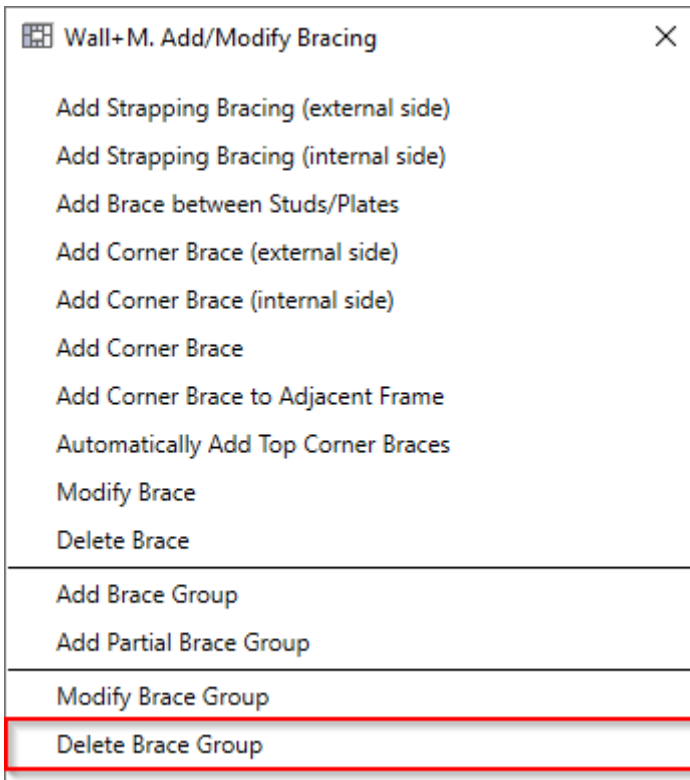 Wall+M. Add/Modify Bracing
Add Strapping Bracing (external side)
Add Strapping Bracing (internal side)
Add Brace between Studs/Plates
Add Corner Brace (external side)
Add Corner Brace (internal side)
Add Corner Brace
Add Corner Brace to Adjacent Frame
Automatically Add Top Corner Braces
Modify Brace
Delete Brace
Add Brace Group
Add Partial Brace Group
Modify Brace Group
Delete Brace Group